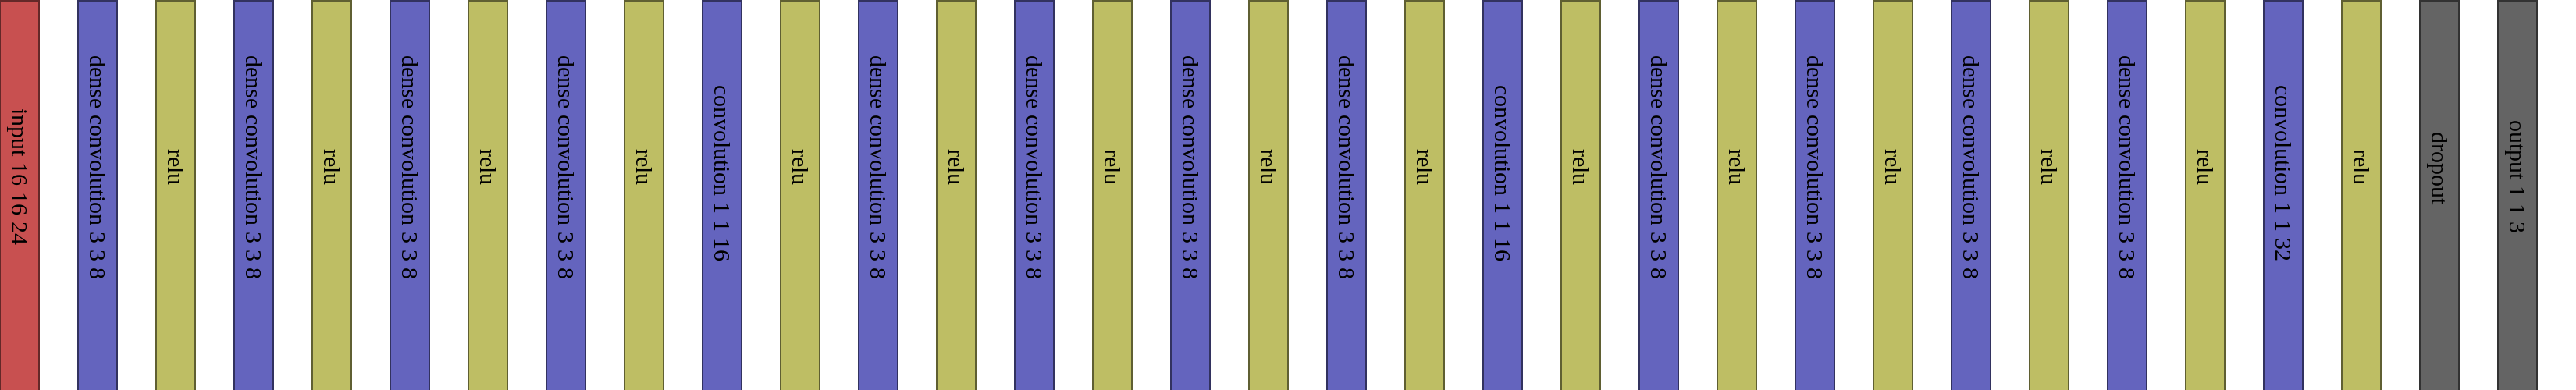 input 16 16 24
dense convolution 3 3 8
relu
dense convolution 3 3 8
relu
dense convolution 3 3 8
relu
dense convolution 3 3 8
relu
convolution 1 1 16
relu
dense convolution 3 3 8
relu
dense convolution 3 3 8
relu
dense convolution 3 3 8
relu
dense convolution 3 3 8
relu
convolution 1 1 16
relu
dense convolution 3 3 8
relu
dense convolution 3 3 8
relu
dense convolution 3 3 8
relu
dense convolution 3 3 8
relu
convolution 1 1 32
relu
dropout
output 1 1 3